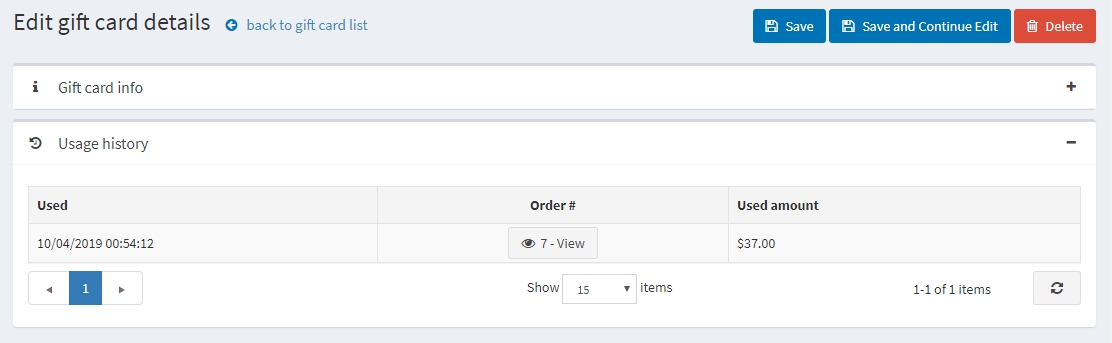 Edit gift card details back to gift card list Save Save and Continue Edit Delete
Gift card info
Usage history
Used Order # Used amount
10/04/2019 00:54:12 7 - View $37.00
1 Show 15 items 1-1 of 1 items